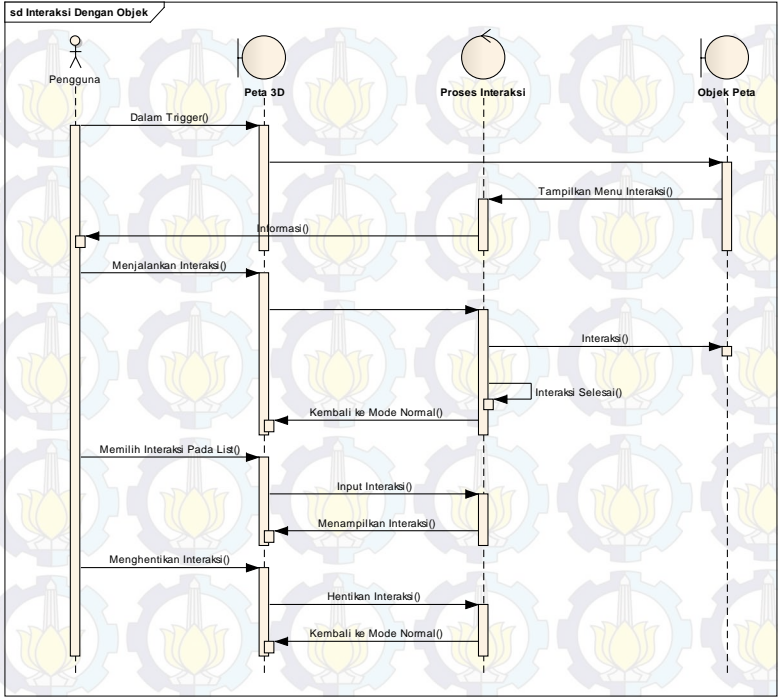 sd Interaksi Dengan Objek
Pengguna
Peta 3D
Proses Interaksi
Objek Peta
Dalam Trigger()
Tampilkan Menu Interaksi()
Informasi()
Menjalankan Interaksi()
Interaksi()
Interaksi Selesai()
Kembali ke Mode Normal()
Memilih Interaksi Pada List()
Input Interaksi()
Menampilkan Interaksi()
Menghentikan Interaksi()
Hentikan Interaksi()
Kembali ke Mode Normal()